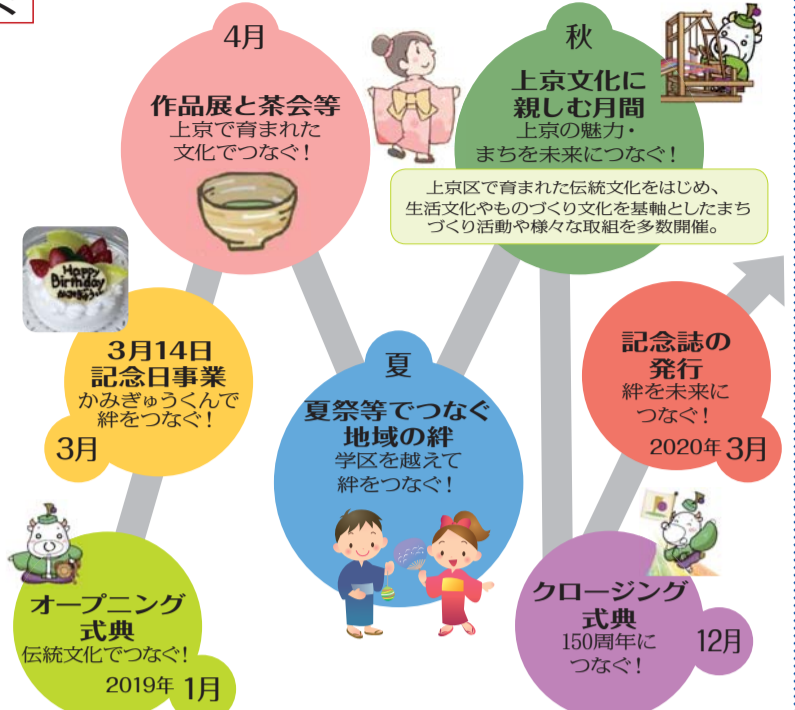 4月
作品展と茶会等
上京で育まれた
文化でつなぐ!
秋
上京文化に
親しむ月間
上京の魅力・
まちを未来につなぐ!
上京区で育まれた伝統文化をはじめ、
生活文化やものづくり文化を基軸としたまち
づくり活動や様々な取組を多数開催。
Happy
Birthday
かみぎゅうくん
3月14日
記念日事業
かみぎゅうくんで
絆をつなぐ!
3月
夏
夏祭等でつなぐ
地域の絆
学区を越えて
絆をつなぐ!
記念誌の
発行
絆を未来に
つなぐ!
2020年 3月
オープニング
式典
伝統文化でつなぐ!
2019年 1月
クロージング
式典
150周年に
つなぐ!
12月